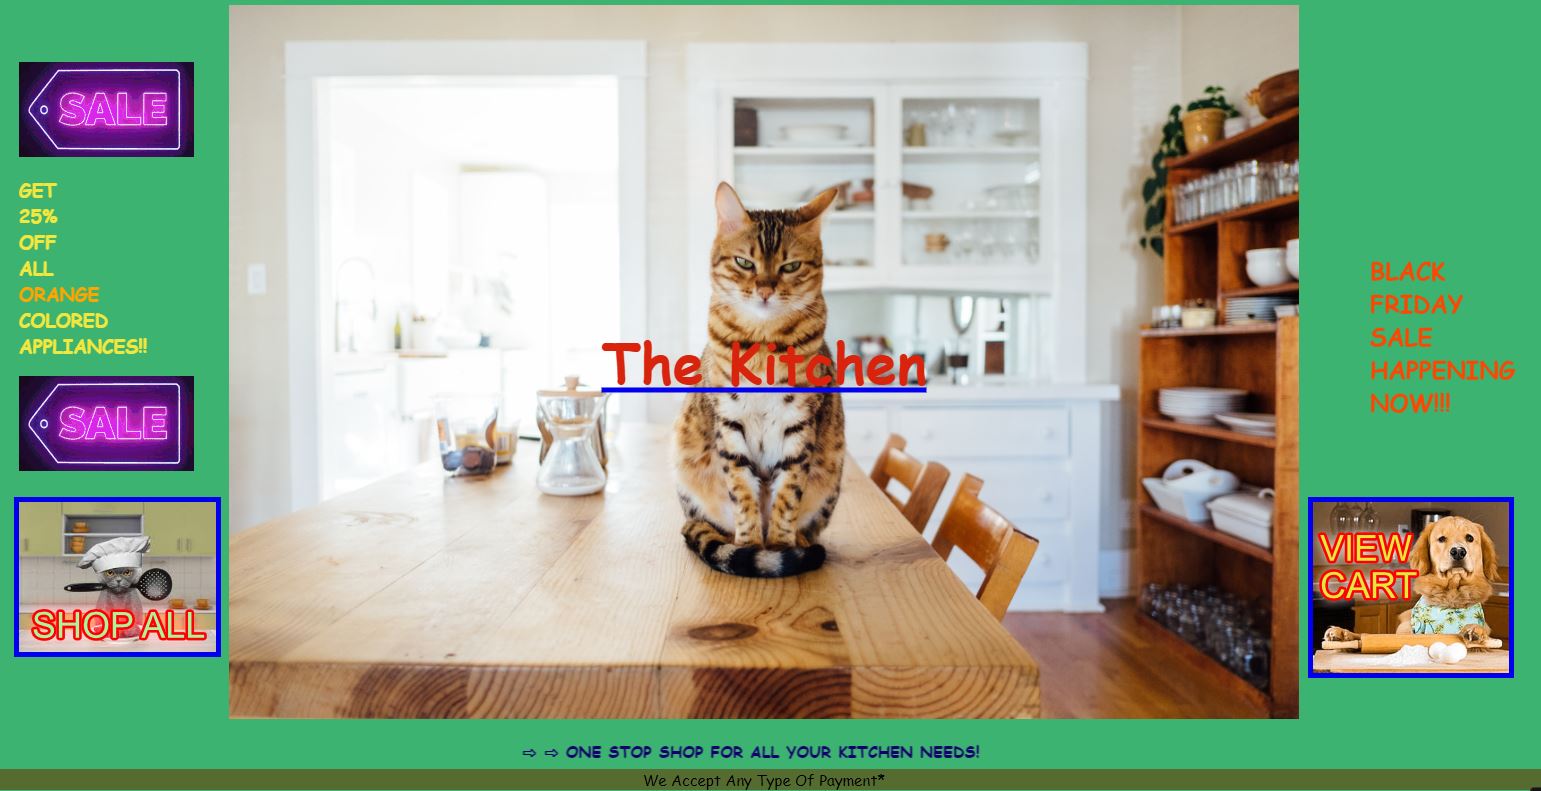 SALE
GET
25%
OFF
ALL
ORANGE
COLORED
APPLIANCES!!
SALE
SHOP ALL
The Kitchen
BLACK
FRIDAY
SALE
HAPPENING
NOW!!!
VIEW
CART
⇨ ⇨ ONE STOP SHOP FOR ALL YOUR KITCHEN NEEDS!
We Accept Any Type Of Payment*